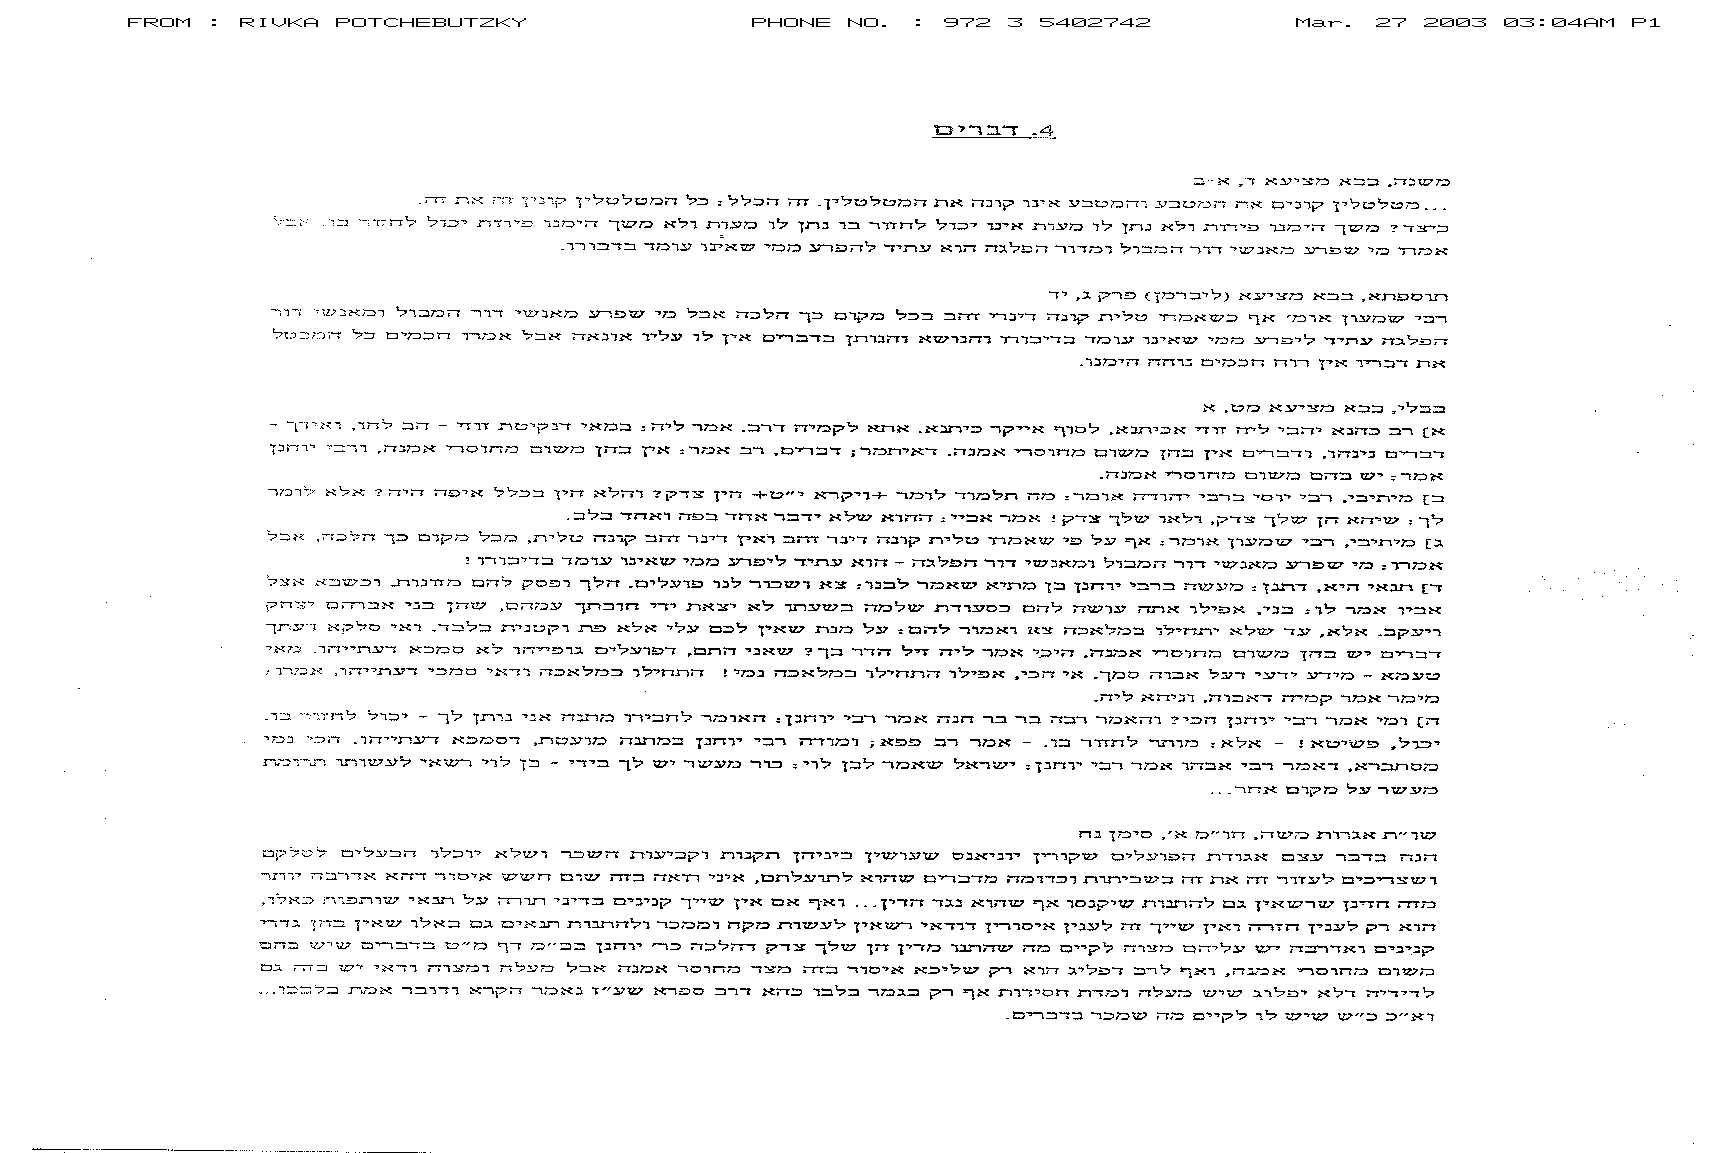 FROM : RIVKA POTCHEBUTZKY PHONE NO. : 972 3 5402742 Mar. 27 2003 03:04AM P1
4. דברים
משנה, בבא מציעא ד, א-ב
...מטלטלין קונים את המטבע והמטבע אינו קונה את המטלטלין. זה הכלל: כל המטלטלין קונין זה את זה.
כיצד? משך הימנו פירות ולא נתן לו מעות אינו יכול לחזור בו נתן לו מעות ולא משך הימנו פירות יכול לחזור בו. אבל
אמרו מי שפרע מאנשי דור המבול ומדור הפלגה הוא עתיד להפרע ממי שאינו עומד בדבורו.
תוספתא, בבא מציעא (ליברמן) פרק ג, יד
רבי שמעון אומ' אף כשאמרו טלית קונה דינרי זהב בכל מקום כך הלכה אבל מי שפרע מאנשי דור המבול ומאנשי דור
הפלגה עתיד ליפרע ממי שאינו עומד בדיבורו והנושא והנותן בדברים אין לו עליו אונאה אבל אמרו חכמים כל המבטל
את דבריו אין רוח חכמים נוחה הימנו.
בבלי, בבא מציעא מט, א
א] רב כהנא יהבי ליה זוזי אכיתנא, לסוף אייקר כיתנא. אתא לקמיה דרב. אמר ליה: במאי דנקיטת זוזי - הב להו, ואידך -
דברים נינהו, ודברים אין בהן משום מחוסרי אמנה. דאיתמר; דברים, רב אמר: אין בהן משום מחוסרי אמנה, ורבי יוחנן
אמר: יש בהם משום מחוסרי אמנה.
ב] מיתיבי, רבי יוסי ברבי יהודה אומר: מה תלמוד לומר +ויקרא י"ט+ הין צדק? והלא הין בכלל איפה היה? אלא לומר
לך: שיהא הן שלך צדק, ולאו שלך צדק! אמר אביי: ההוא שלא ידבר אחד בפה ואחד בלב.
ג] מיתיבי, רבי שמעון אומר: אף על פי שאמרו טלית קונה דינר זהב ואין דינר זהב קונה טלית, מכל מקום כך הלכה, אבל
אמרו: מי שפרע מאנשי דור המבול ומאנשי דור הפלגה - הוא עתיד ליפרע ממי שאינו עומד בדיבורו!
ד] תנאי היא, דתנן: מעשה ברבי יוחנן בן מתיא שאמר לבנו: צא ושכור לנו פועלים. הלך ופסק להם מזונות, וכשבא אצל
אביו אמר לו: בני, אפילו אתה עושה להם כסעודת שלמה בשעתו לא יצאת ידי חובתך עמהם, שהן בני אברהם יצחק
ויעקב. אלא, עד שלא יתחילו במלאכה צא ואמור להם: על מנת שאין לכם עלי אלא פת וקטנית בלבד. ואי סלקא דעתך
דברים יש בהן משום מחוסרי אמנה, היכי אמר ליה זיל הדר בך? שאני התם, דפועלים גופייהו לא סמכא דעתייהו. מאי
טעמא - מידע ידעי דעל אבוה סמך. אי הכי, אפילו התחילו במלאכה נמי! התחילו במלאכה ודאי סמכי דעתייהו, אמרו:
מימר אמר קמיה דאבוה, וניחא ליה.
ה] ומי אמר רבי יוחנן הכי? והאמר רבה בר בר חנה אמר רבי יוחנן: האומר לחבירו מתנה אני נותן לך - יכול לחזור בו.
יכול, פשיטא! - אלא: מותר לחזור בו. - אמר רב פפא; ומודה רבי יוחנן במתנה מועטת, דסמכא דעתייהו. הכי נמי
מסתברא, דאמר רבי אבהו אמר רבי יוחנן: ישראל שאמר לבן לוי: כור מעשר יש לך בידי - בן לוי רשאי לעשותו תרומת
מעשר על מקום אחר...
שו"ת אגרות משה, חו"מ א', סימן נח
הנה בדבר עצם אגודת הפועלים שקורין יוניאנס שעושין ביניהן תקנות וקביעות השכר ושלא יוכלו הבעלים לסלקם
ושצריכים לעזור זה את זה בשביתות וכדומה מדברים שהוא לתועלתם, איני רואה בזה שום חשש איסור דהא אדרבה יותר
מזה חזינן שרשאין גם להתנות שיקנסו אף שהוא נגד הדין... ואף אם אין שייך קנינים בדיני תורה על תנאי שותפות כאלו,
הוא רק לענין חזרה ואין שייך זה לענין איסורין דודאי רשאין לעשות מקח וממכר ולהתנות תנאים גם באלו שאין בהן גדרי
קנינים ואדרבה יש עליהם מצוה לקיים מה שהתנו מדין הן שלך צדק דהלכה כר' יוחנן בב"מ דף מ"ט בדברים שיש בהם
משום מחוסרי אמנה, ואף לרב דפליג הוא רק שליכא איסור בזה מצד מחוסר אמנה אבל מעלה ומצוה ודאי יש בזה גם
לדידיה דלא יפלוג שיש מעלה ומדת חסידות אף רק בגמר בלבו כהא דרב ספרא שע"ז נאמר הקרא ודובר אמת בלבבו...
וא"כ כ"ש שיש לו לקיים מה שמכר בדברים.